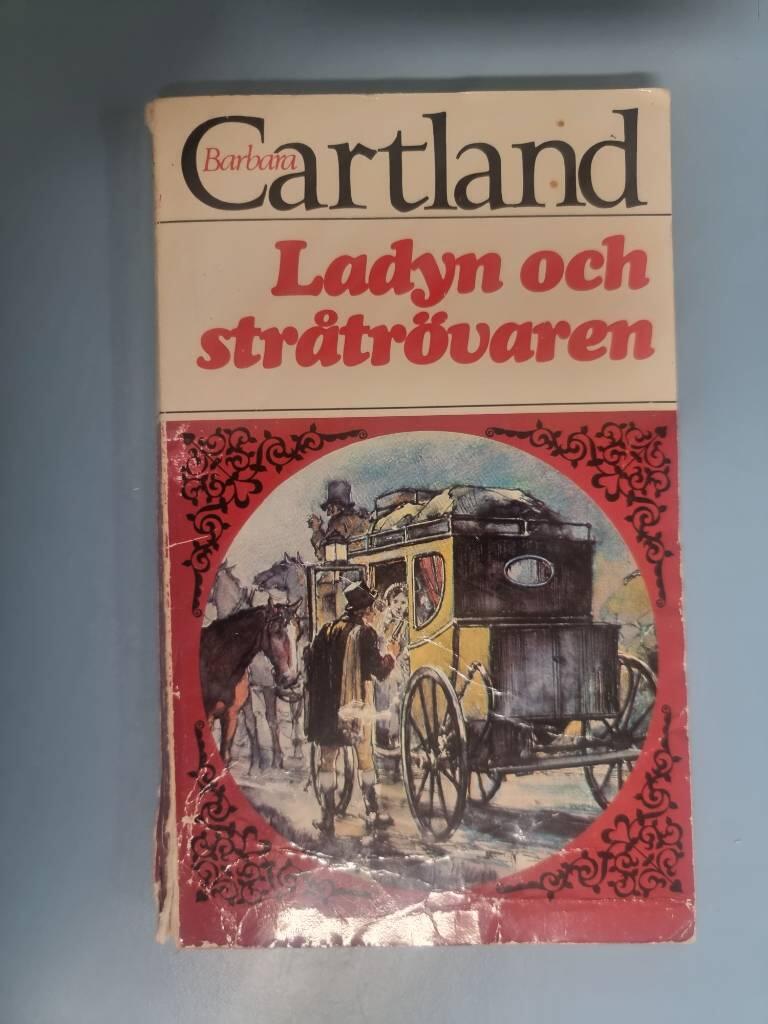 Barbara
Cartland
Ladyn och
stråtrövaren